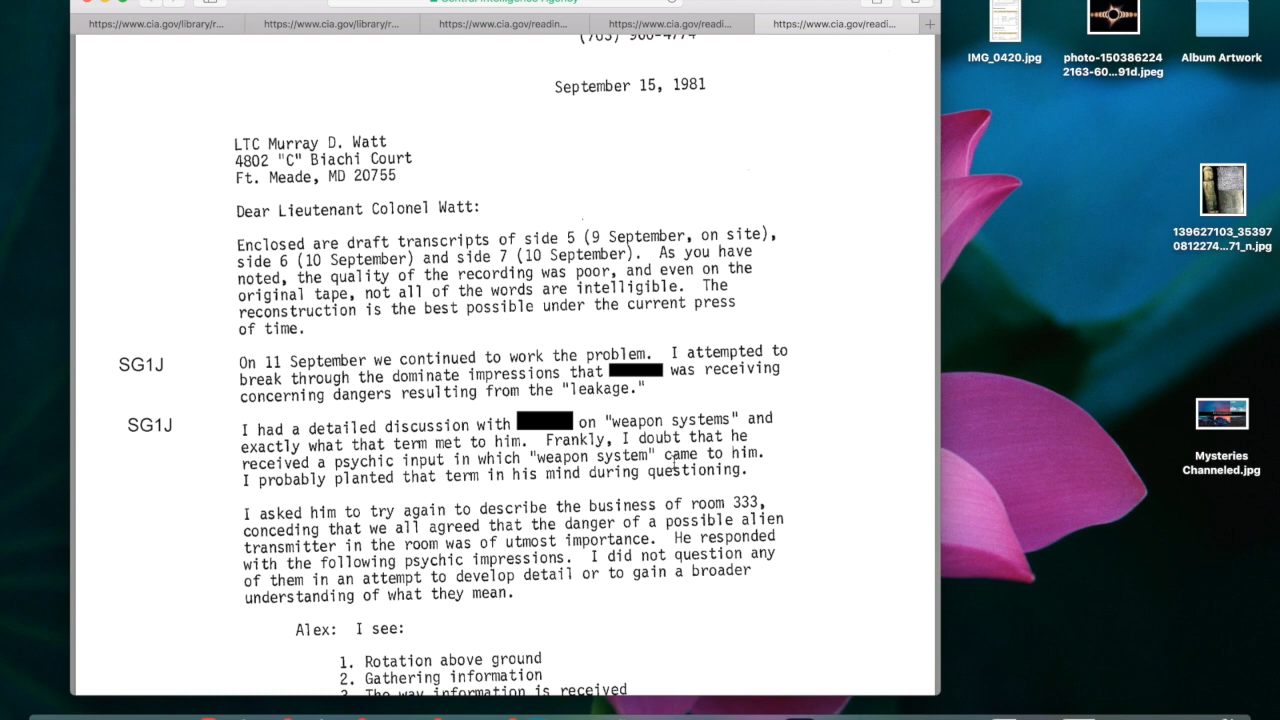 Central Intelligence Agency
https://www.cia.gov/library/r...
https://www.cia.gov/library/r...
https://www.cia.gov/readin...
https://www.cia.gov/readi...
https://www.cia.gov/readi...
September 15, 1981
LTC Murray D. Watt
4802 "C" Biachi Court
Ft. Meade, MD 20755
Dear Lieutenant Colonel Watt:
Enclosed are draft transcripts of side 5 (9 September, on site),
side 6 (10 September) and side 7 (10 September). As you have
noted, the quality of the recording was poor, and even on the
original tape, not all of the words are intelligible. The
reconstruction is the best possible under the current press
of time.
SG1J
On 11 September we continued to work the problem. I attempted to
break through the dominate impressions that was receiving
concerning dangers resulting from the "leakage."
SG1J
I had a detailed discussion with on "weapon systems" and
exactly what that term met to him. Frankly, I doubt that he
received a psychic input in which "weapon system" came to him.
I probably planted that term in his mind during questioning.
I asked him to try again to describe the business of room 333,
conceding that we all agreed that the danger of a possible alien
transmitter in the room was of utmost importance. He responded
with the following psychic impressions. I did not question any
of them in an attempt to develop detail or to gain a broader
understanding of what they mean.
Alex: I see:
1. Rotation above ground
2. Gathering information
3. The way information is received
IMG_0420.jpg
photo-150386224
2163-60...91d.jpeg
Album Artwork
139627103_35397
0812274...71_n.jpg
Mysteries
Channeled.jpg